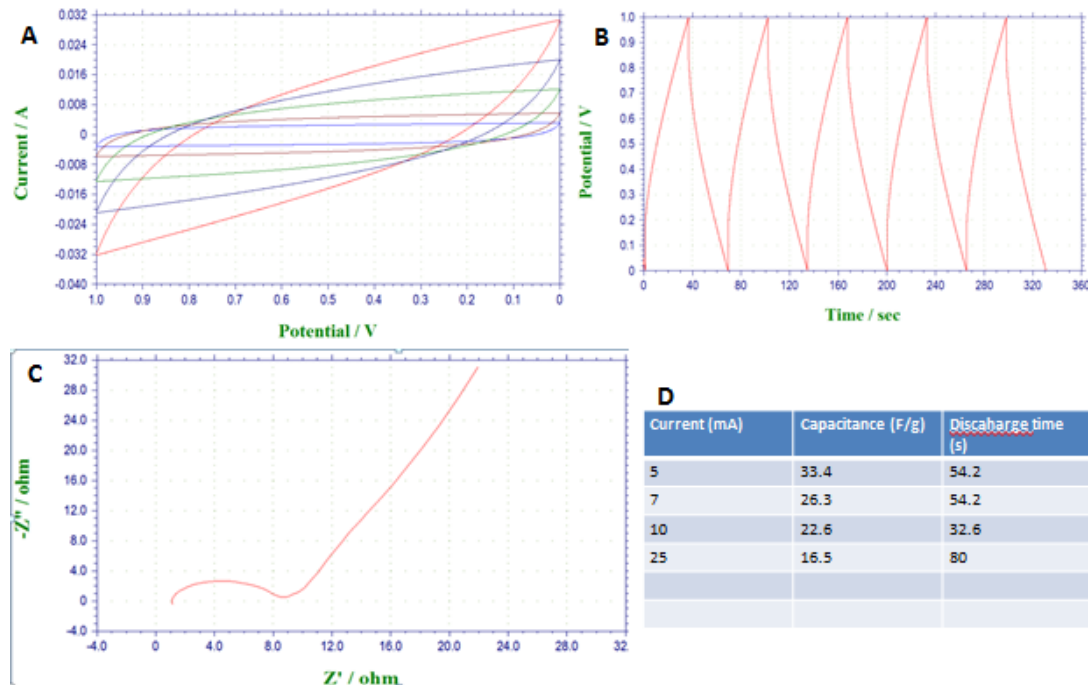 A
0.032
0.024
0.016
0.008
0
-0.008
-0.016
-0.024
-0.032
-0.040
Current / A
1.0 0.9 0.8 0.7 0.6 0.5 0.4 0.3 0.2 0.1 0
Potential / V
B
1.0
0.9
0.8
0.7
0.6
0.5
0.4
0.3
0.2
0.1
0
Potential / V
0 40 80 120 160 200 240 280 320 360
Time / sec
C
32.0
28.0
24.0
20.0
16.0
12.0
8.0
4.0
0
-4.0
-Z" / ohm
-4.0 0 4.0 8.0 12.0 16.0 20.0 24.0 28.0 32.
Z' / ohm
D
Current (mA) Capacitance (F/g) Discaharge time
(s)
5 33.4 54.2
7 26.3 54.2
10 22.6 32.6
25 16.5 80